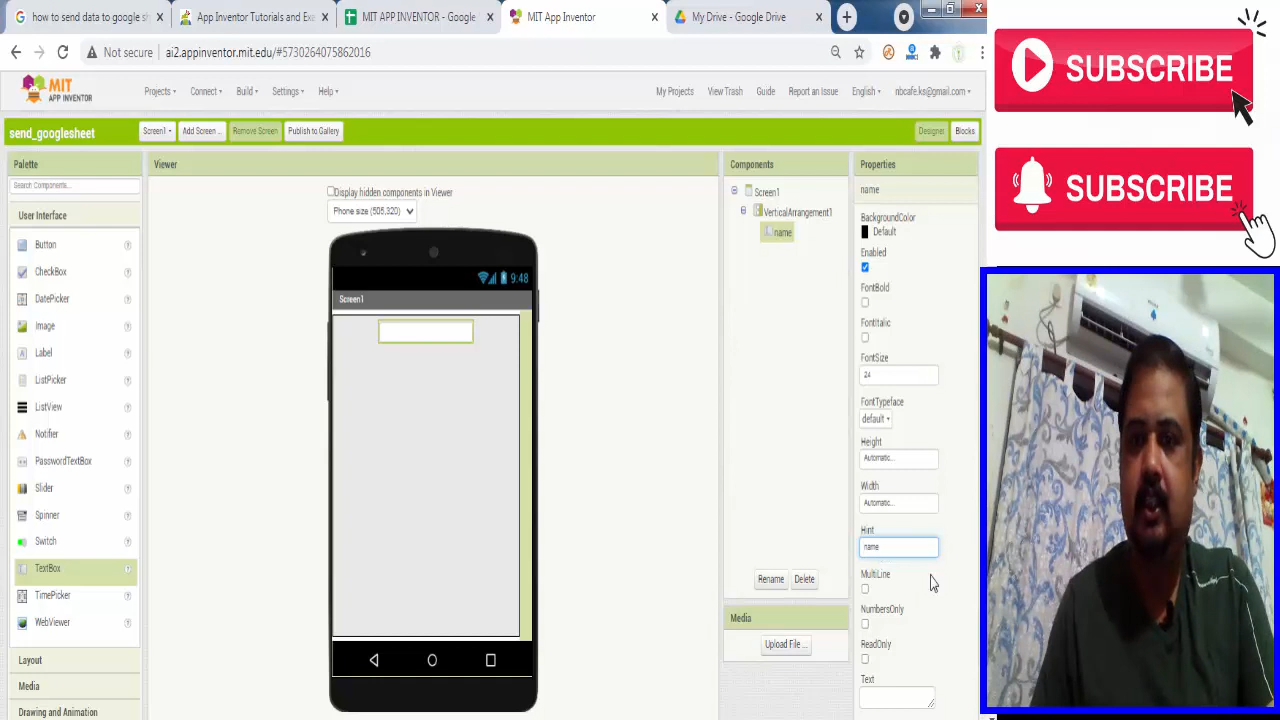 how to send data to google sh
App Inventor Tutorial Send Exe
MIT APP INVENTOR - Google
MIT App Inventor
My Drive - Google Drive
Not secure
ai2.appinventor.mit.edu/#5730264075862016
MIT
APP INVENTOR
Projects
Connect
Build
Settings
Help
My Projects
View Trash
Guide
Report an Issue
English
nbcafe.ks@gmail.com
send_googlesheet
Screen1
Add Screen ...
Remove Screen
Publish to Gallery
Designer
Blocks
Palette
Viewer
Components
Properties
Search Components...
User Interface
Button
CheckBox
DatePicker
Image
Label
ListPicker
ListView
Notifier
PasswordTextBox
Slider
Spinner
Switch
TextBox
TimePicker
WebViewer
Layout
Media
Drawing and Animation
Display hidden components in Viewer
Phone size (505,320)
9:48
Screen1
Screen1
VerticalArrangement1
name
Rename
Delete
Media
Upload File ...
name
BackgroundColor
Default
Enabled
FontBold
FontItalic
FontSize
24
FontTypeface
default
Height
Automatic...
Width
Automatic...
Hint
name
MultiLine
NumbersOnly
ReadOnly
Text
SUBSCRIBE
SUBSCRIBE